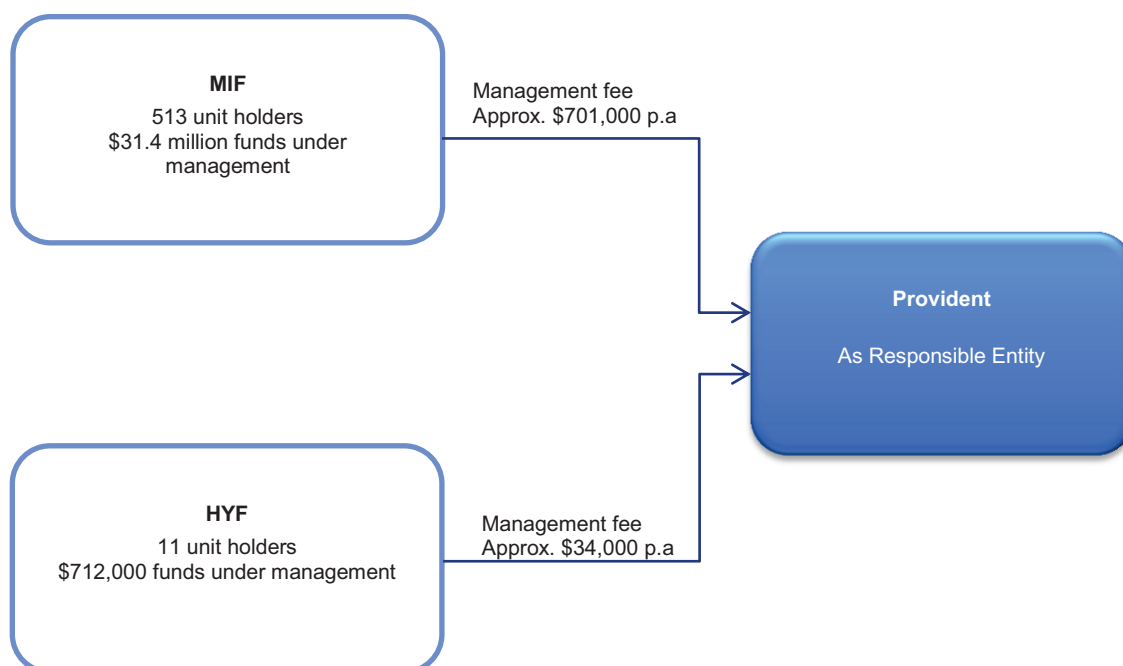 MIF
513 unit holders
$31.4 million funds under
management
Management fee
Approx. $701,000 p.a
Provident
As Responsible Entity
HYF
11 unit holders
$712,000 funds under management
Management fee
Approx. $34,000 p.a